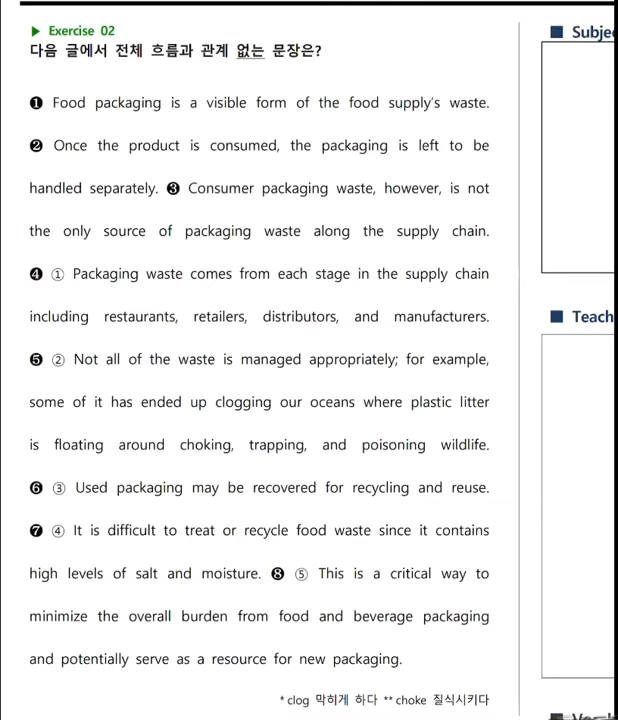 ▶ Exercise 02
다음 글에서 전체 흐름과 관계 없는 문장은?
❶ Food packaging is a visible form of the food supply's waste.
❷ Once the product is consumed, the packaging is left to be
handled separately. ❸ Consumer packaging waste, however, is not
the only source of packaging waste along the supply chain.
❹ ① Packaging waste comes from each stage in the supply chain
including restaurants, retailers, distributors, and manufacturers.
❺ ② Not all of the waste is managed appropriately; for example,
some of it has ended up clogging our oceans where plastic litter
is floating around choking, trapping, and poisoning wildlife.
❻ ③ Used packaging may be recovered for recycling and reuse.
❼ ④ It is difficult to treat or recycle food waste since it contains
high levels of salt and moisture. ❽ ⑤ This is a critical way to
minimize the overall burden from food and beverage packaging
and potentially serve as a resource for new packaging.
* clog 막히게 하다 ** choke 질식시키다
■ Subje
■ Teach